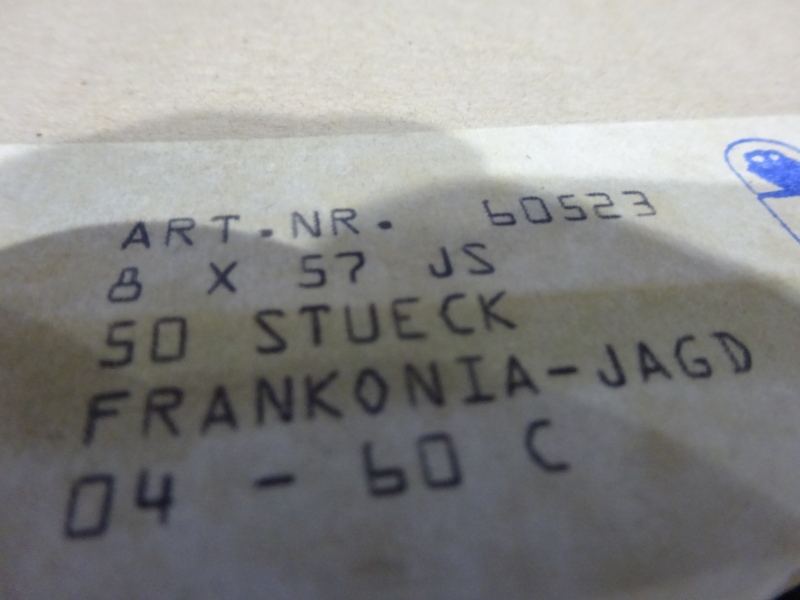 ART.NR. 60523
8 X 57 JS
50 STUECK
FRANKONIA-JAGD
04 - 60 C